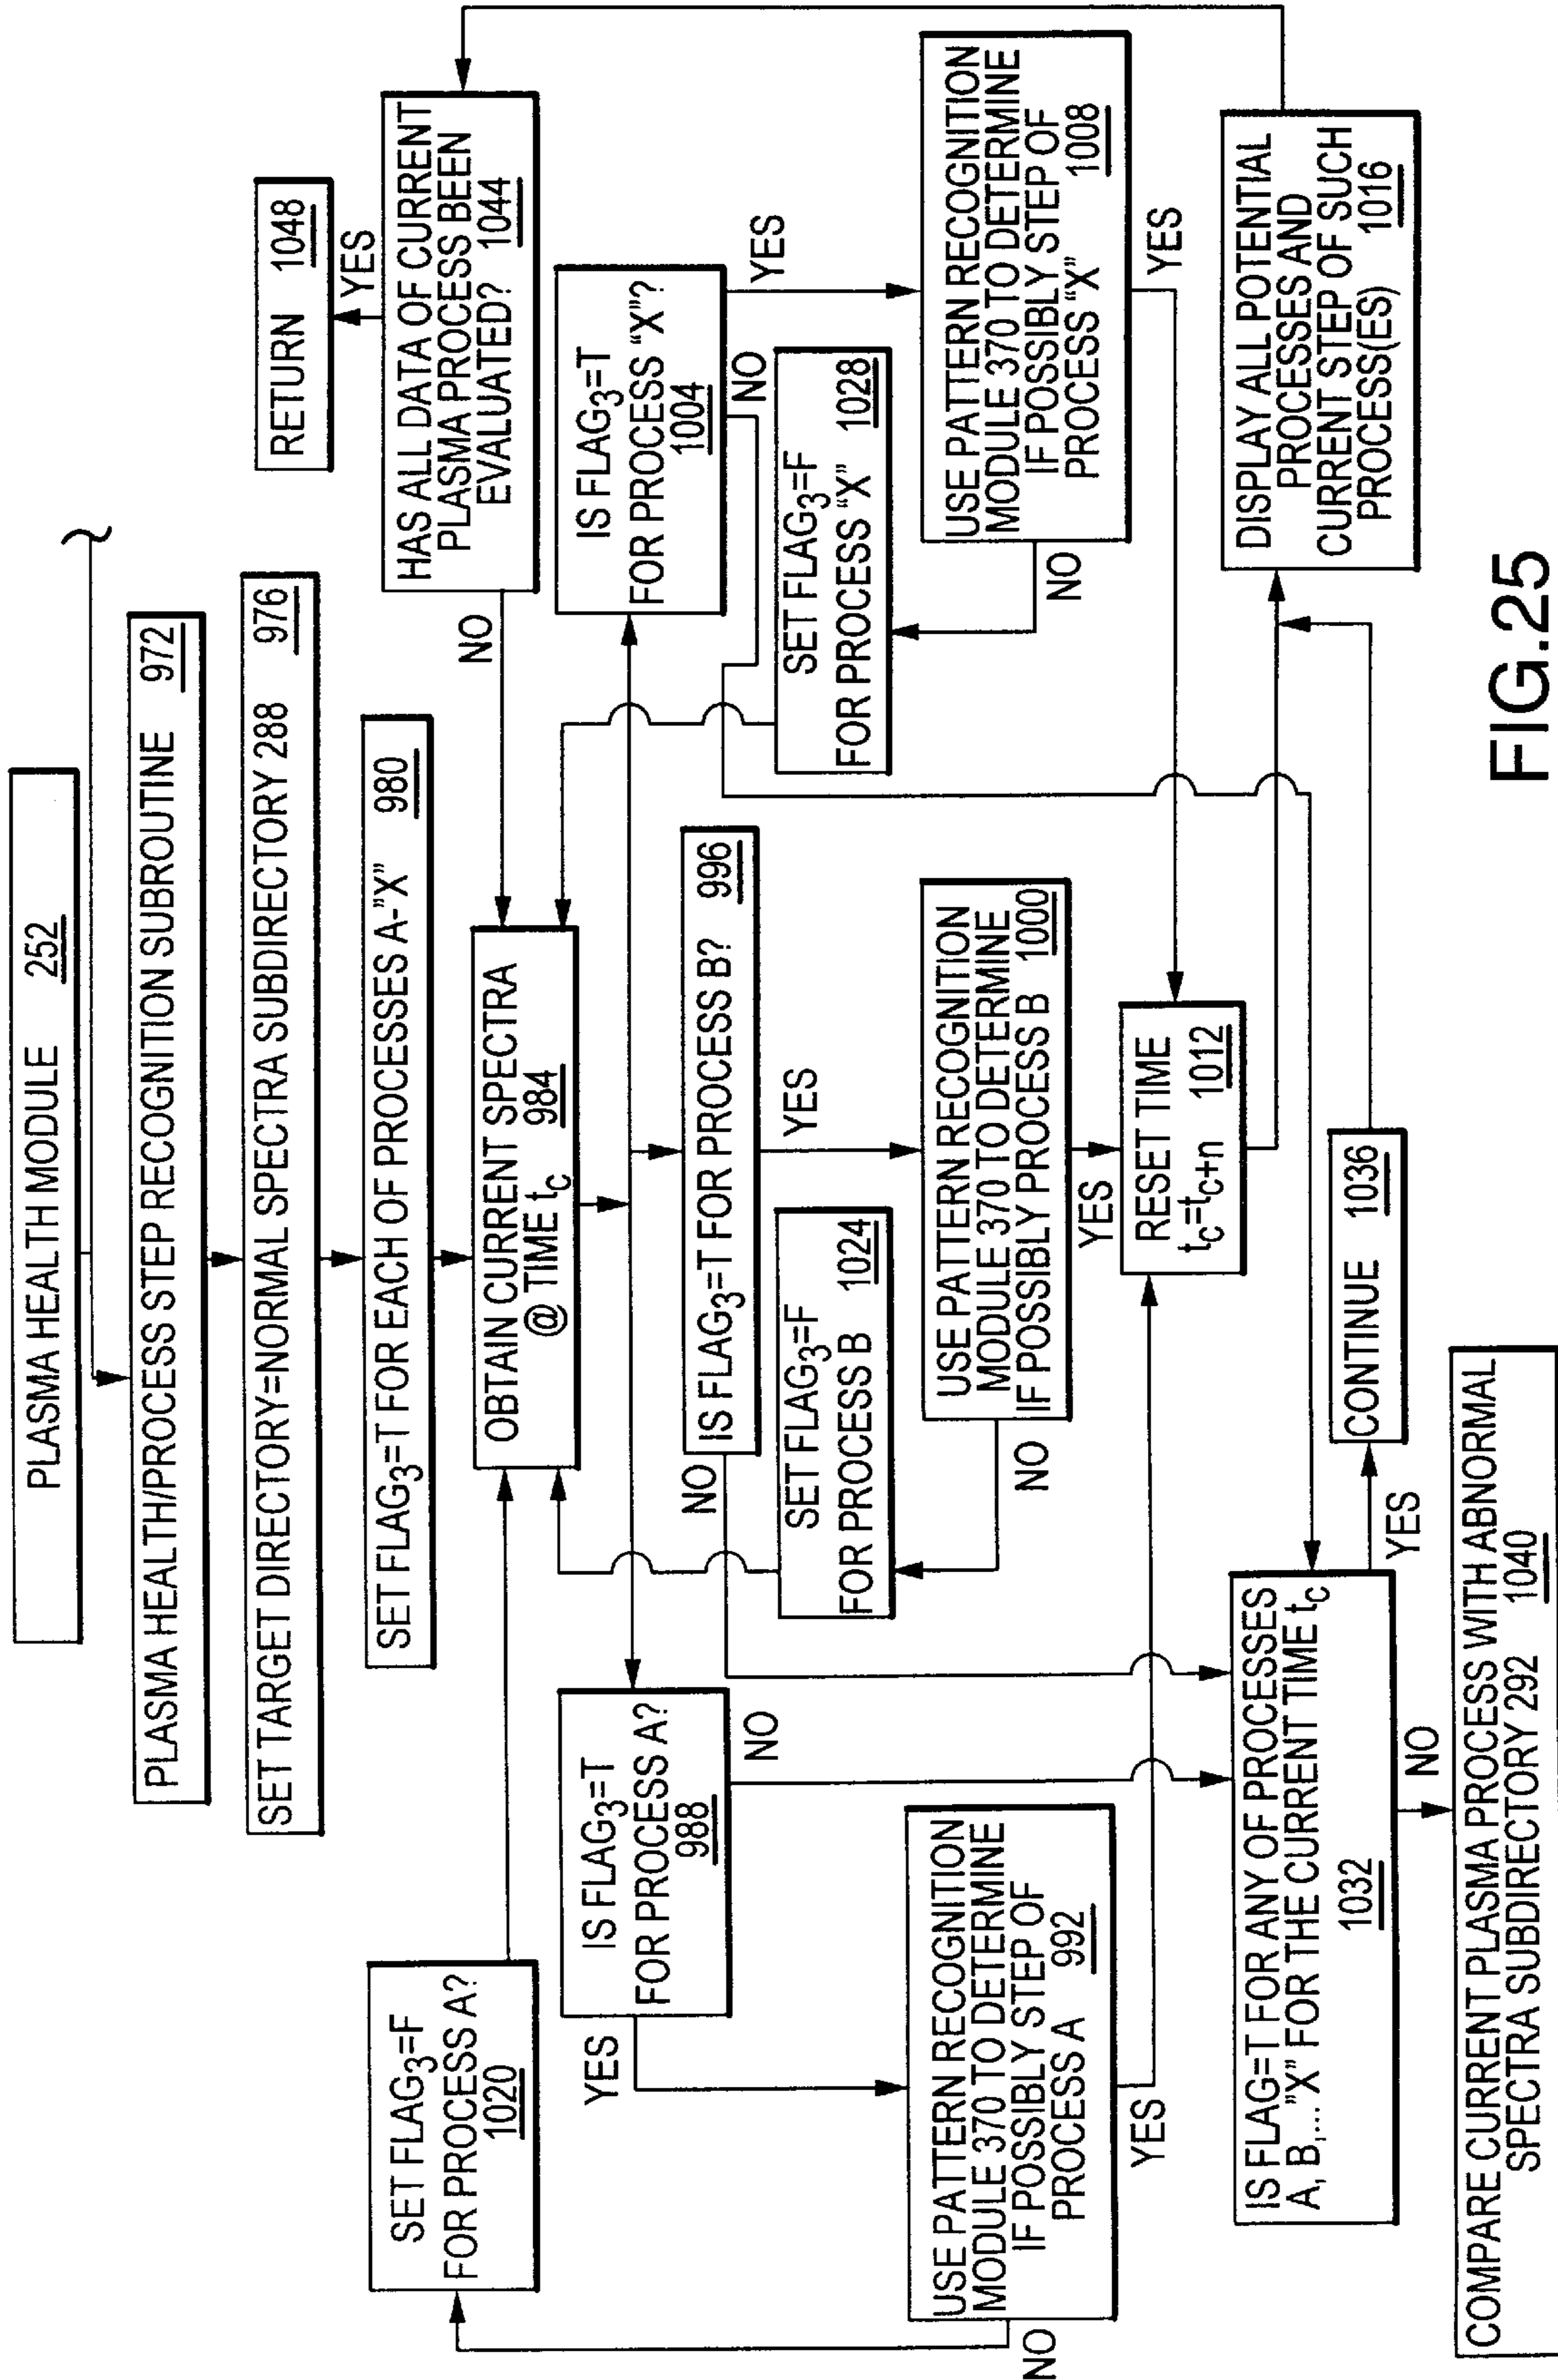 PLASMA HEALTH MODULE 252
PLASMA HEALTH/PROCESS STEP RECOGNITION SUBROUTINE 972
SET TARGET DIRECTORY=NORMAL SPECTRA SUBDIRECTORY 288 976
SET FLAG3=T FOR EACH OF PROCESSES A-"X" 980
OBTAIN CURRENT SPECTRA
@ TIME tc 984
RETURN 1048
YES
HAS ALL DATA OF CURRENT
PLASMA PROCESS BEEN
EVALUATED? 1044
NO
SET FLAG3=F
FOR PROCESS A?
1020
IS FLAG3=T
FOR PROCESS A?
988
YES
NO
IS FLAG3=T FOR PROCESS B? 996
NO
YES
IS FLAG3=T
FOR PROCESS "X"?
1004
NO
YES
SET FLAG3=F
FOR PROCESS B 1024
SET FLAG3=F
FOR PROCESS "X" 1028
USE PATTERN RECOGNITION
MODULE 370 TO DETERMINE
IF POSSIBLY STEP OF
PROCESS A 992
NO
YES
USE PATTERN RECOGNITION
MODULE 370 TO DETERMINE
IF POSSIBLY PROCESS B 1000
NO
YES
USE PATTERN RECOGNITION
MODULE 370 TO DETERMINE
IF POSSIBLY STEP OF
PROCESS "X" 1008
NO
YES
RESET TIME
tc=tc+n 1012
DISPLAY ALL POTENTIAL
PROCESSES AND
CURRENT STEP OF SUCH
PROCESS(ES) 1016
IS FLAG=T FOR ANY OF PROCESSES
A, B,... "X" FOR THE CURRENT TIME tc
1032
YES
NO
CONTINUE 1036
COMPARE CURRENT PLASMA PROCESS WITH ABNORMAL
SPECTRA SUBDIRECTORY 292 1040
FIG.25